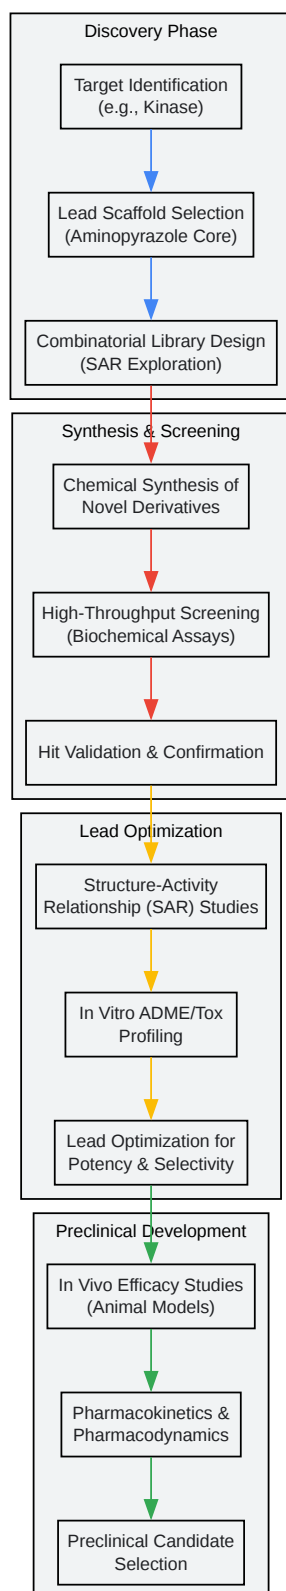 Discovery Phase
Target Identification
(e.g., Kinase)
Lead Scaffold Selection
(Aminopyrazole Core)
Combinatorial Library Design
(SAR Exploration)
Synthesis & Screening
Chemical Synthesis of
Novel Derivatives
High-Throughput Screening
(Biochemical Assays)
Hit Validation & Confirmation
Lead Optimization
Structure-Activity
Relationship (SAR) Studies
In Vitro ADME/Tox
Profiling
Lead Optimization for
Potency & Selectivity
Preclinical Development
In Vivo Efficacy Studies
(Animal Models)
Pharmacokinetics &
Pharmacodynamics
Preclinical Candidate
Selection